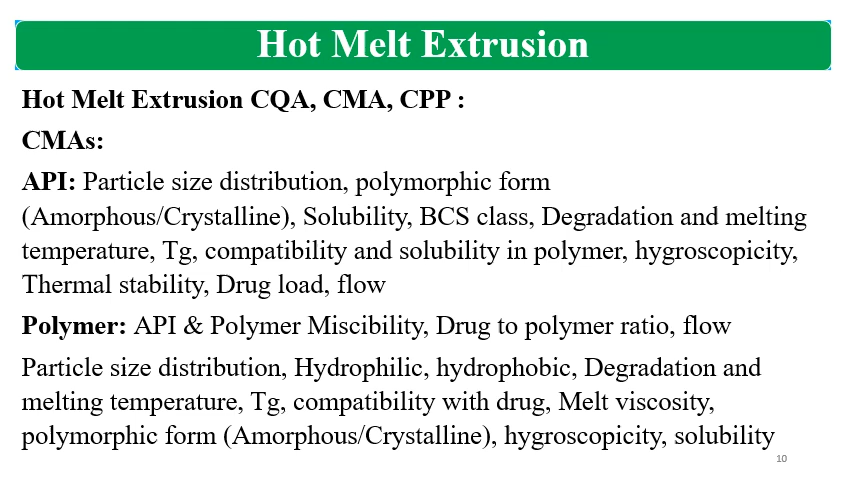 Hot Melt Extrusion
Hot Melt Extrusion CQA, CMA, CPP :
CMAs:
API: Particle size distribution, polymorphic form
(Amorphous/Crystalline), Solubility, BCS class, Degradation and melting
temperature, Tg, compatibility and solubility in polymer, hygroscopicity,
Thermal stability, Drug load, flow
Polymer: API & Polymer Miscibility, Drug to polymer ratio, flow
Particle size distribution, Hydrophilic, hydrophobic, Degradation and
melting temperature, Tg, compatibility with drug, Melt viscosity,
polymorphic form (Amorphous/Crystalline), hygroscopicity, solubility
10